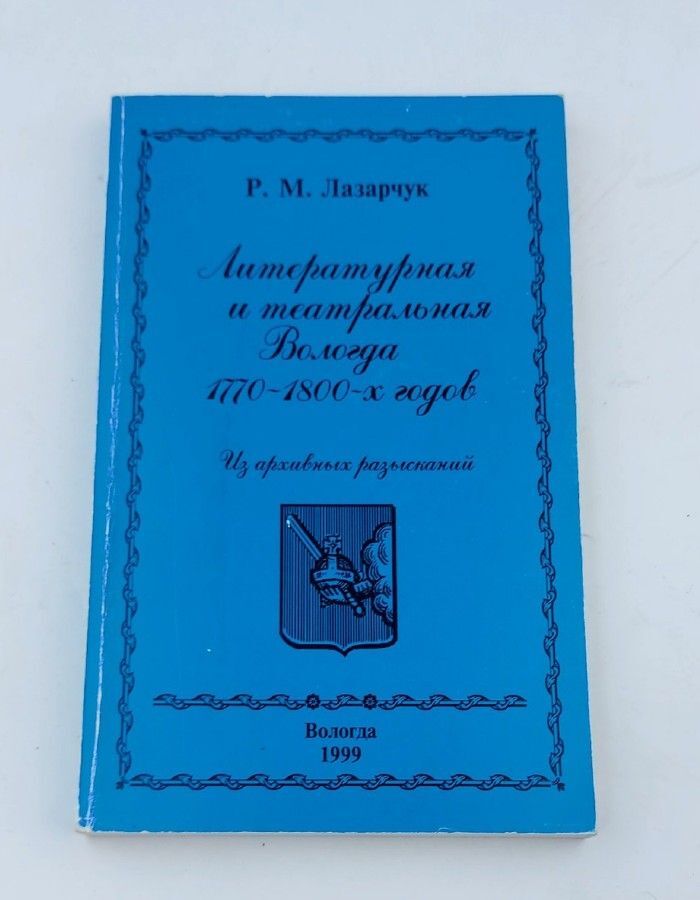 Р. М. Лазарчук
Литературная
и театральная
Вологда
1770-1800-х годов
Из архивных разысканий
Вологда
1999